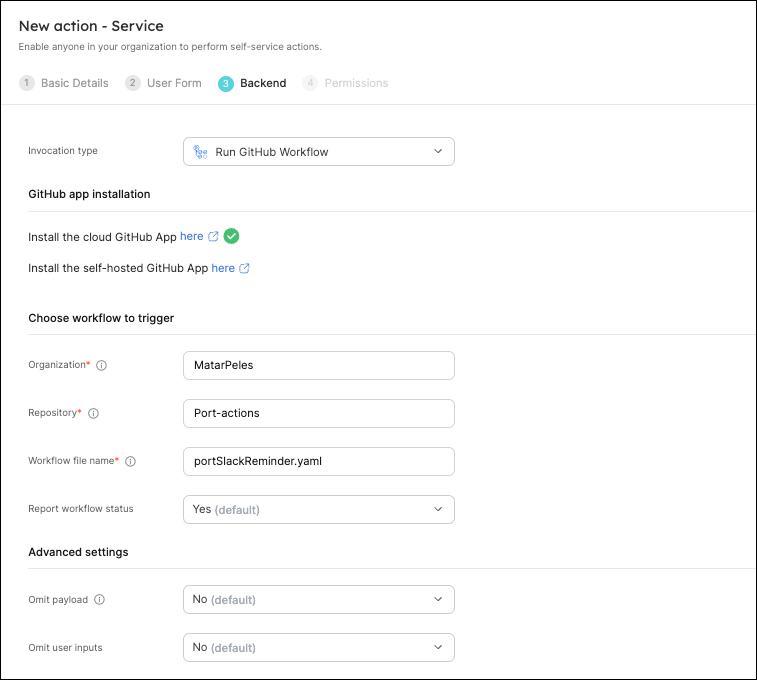 New action - Service
Enable anyone in your organization to perform self-service actions.
1 Basic Details 2 User Form 3 Backend 4 Permissions
Invocation type Run GitHub Workflow
GitHub app installation
Install the cloud GitHub App here
Install the self-hosted GitHub App here
Choose workflow to trigger
Organization* MatarPeles
Repository* Port-actions
Workflow file name* portSlackReminder.yaml
Report workflow status Yes (default)
Advanced settings
Omit payload No (default)
Omit user inputs No (default)